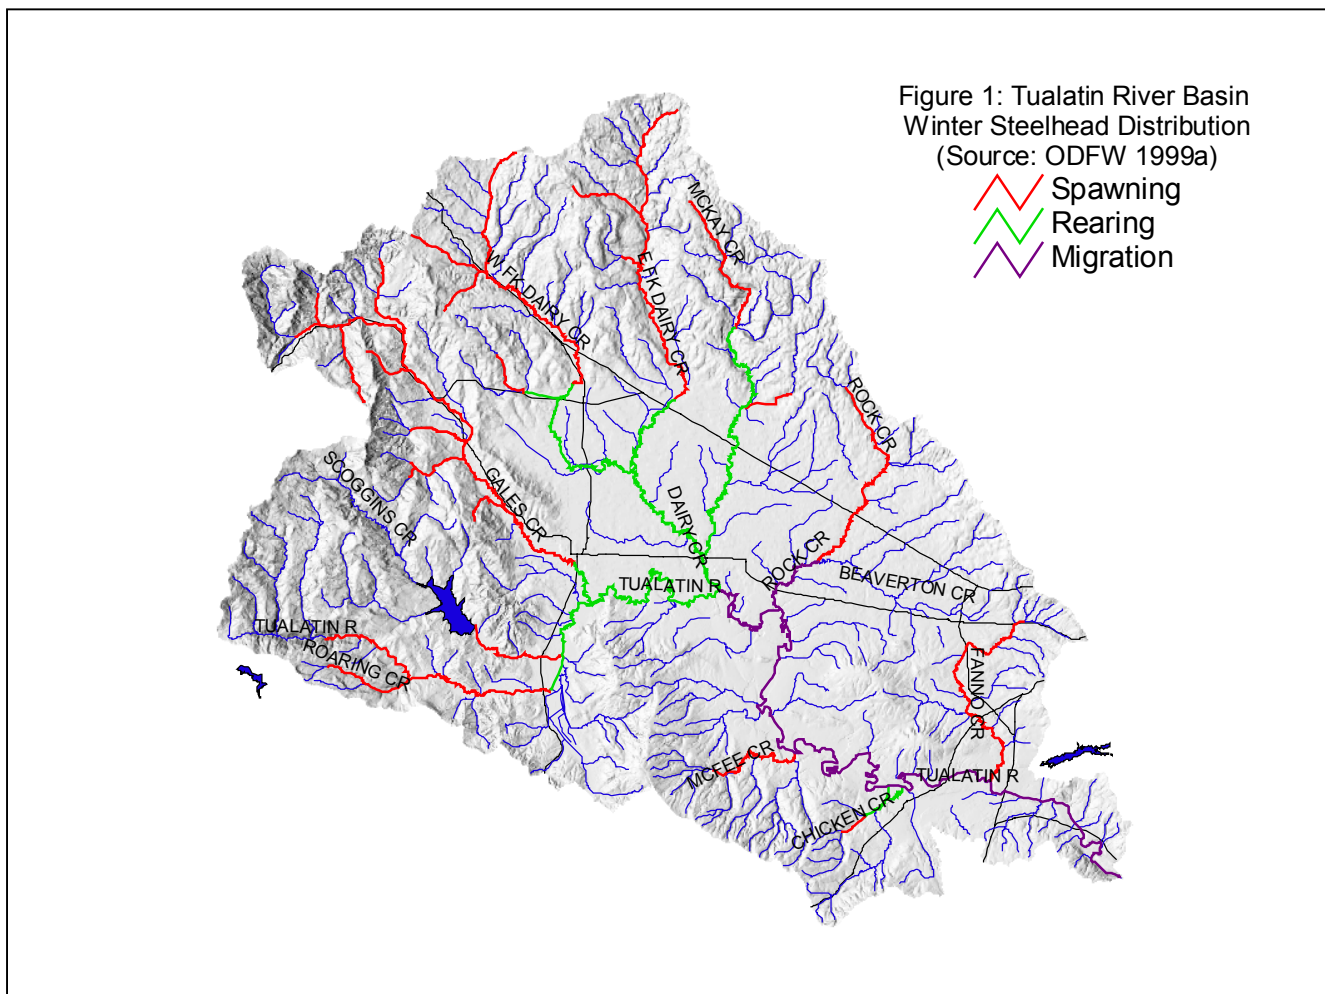 Figure 1: Tualatin River Basin
Winter Steelhead Distribution
(Source: ODFW 1999a)
Spawning
Rearing
Migration
MCKAY CR
W FK DAIRY CR
E FK DAIRY CR
ROCK CR
SCOGGINS CR
GALES CR
DAIRY CR
ROCK CR
TUALATIN R
BEAVERTON CR
TUALATIN R
ROARING CR
FANNO CR
MCFEE CR
TUALATIN R
CHICKEN CR